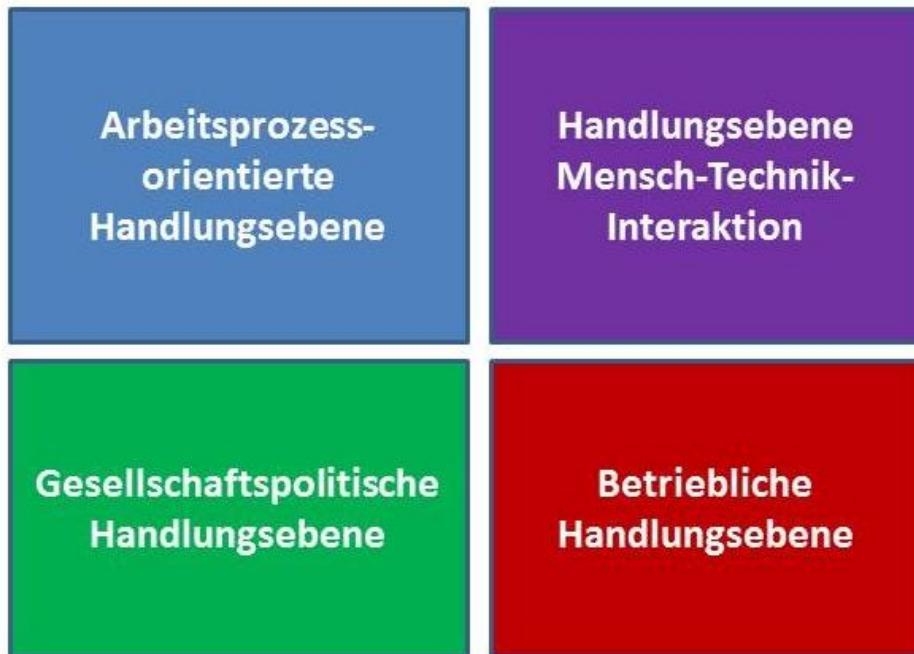 Arbeitsprozess-
orientierte
Handlungsebene
Handlungsebene
Mensch-Technik-
Interaktion
Gesellschaftspolitische
Handlungsebene
Betriebliche
Handlungsebene